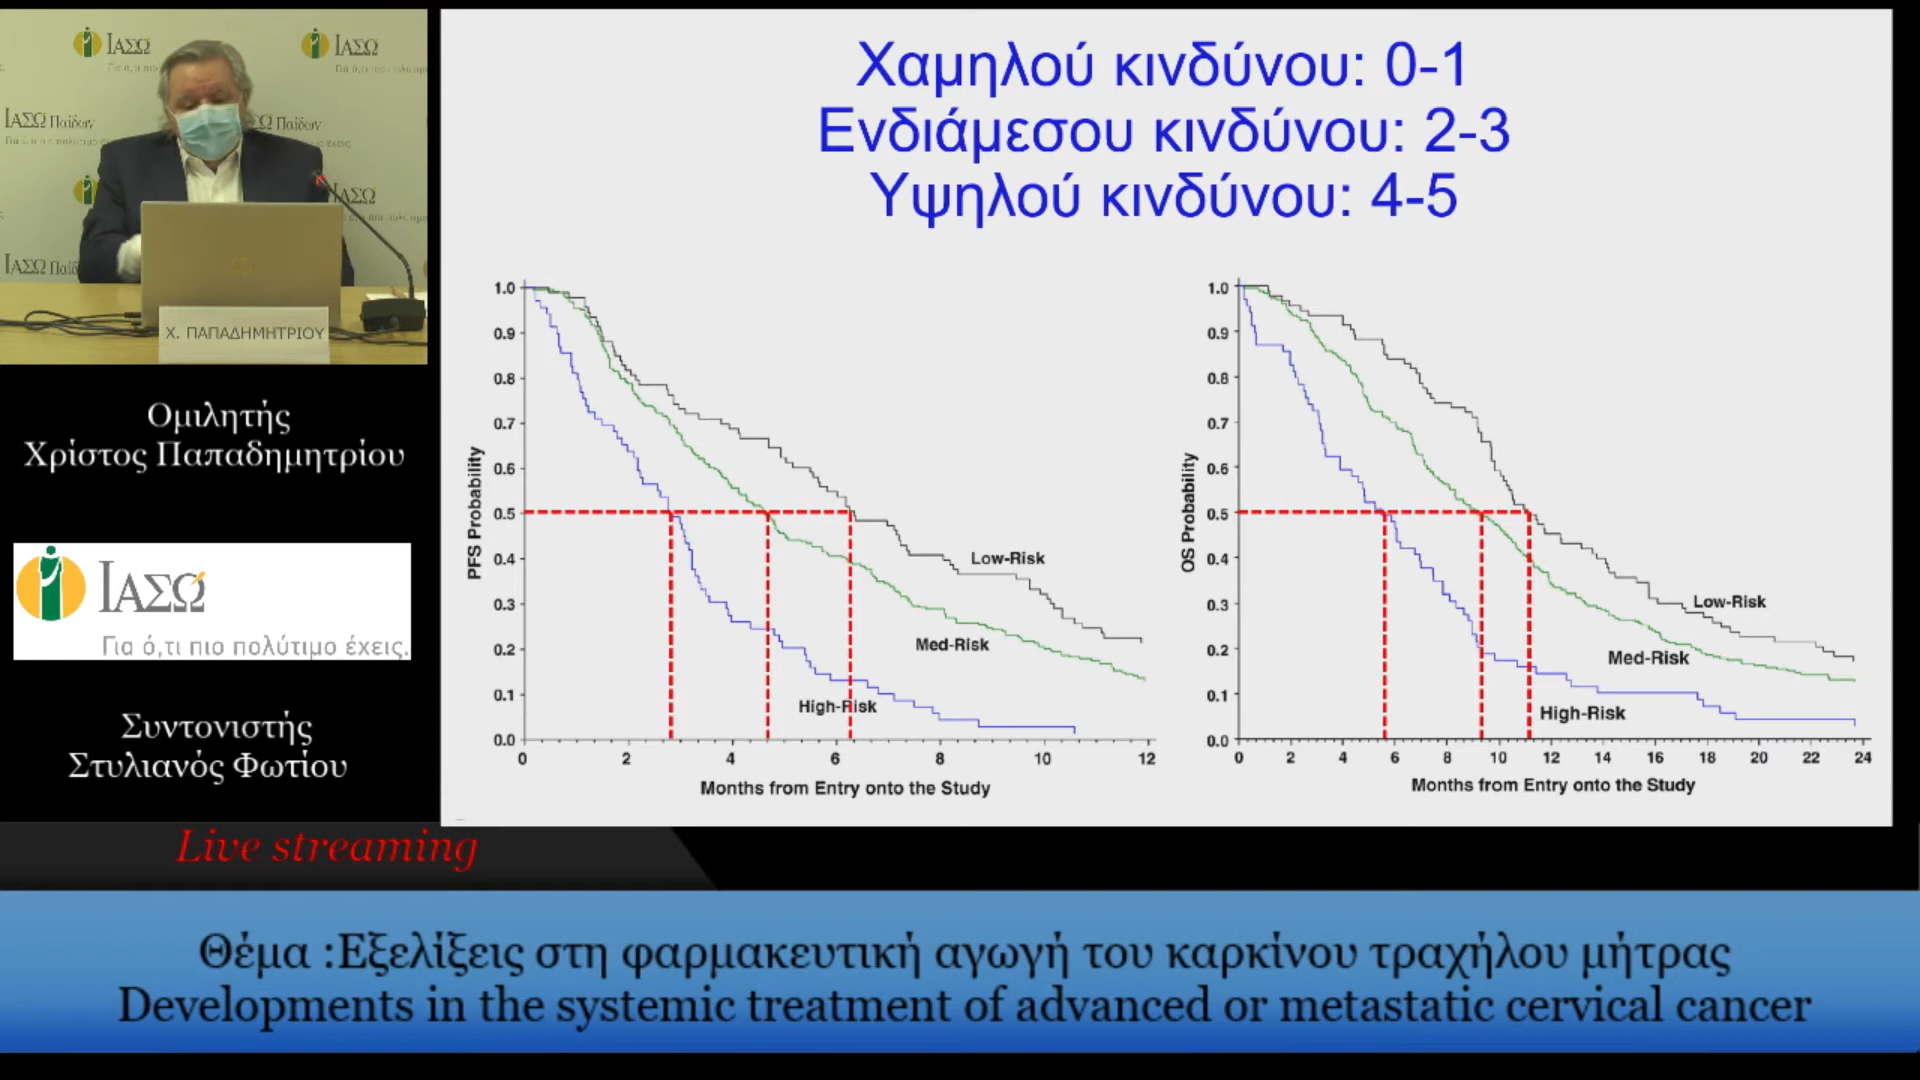 ΙΑΣΩ
ΙΑΣΩ
ΙΑΣΩ Παίδων
ΙΑΣΩ
ΙΑΣΩ
Χ. ΠΑΠΑΔΗΜΗΤΡΙΟΥ
Ομιλητής
Χρίστος Παπαδημητρίου
ΙΑΣΩ
Για ό,τι πιο πολύτιμο έχεις.
Συντονιστής
Στυλιανός Φωτίου
Χαμηλού κινδύνου: 0-1
Ενδιάμεσου κινδύνου: 2-3
Υψηλού κινδύνου: 4-5
PFS Probability
1.0
0.9
0.8
0.7
0.6
0.5
0.4
0.3
0.2
0.1
0.0
Low-Risk
Med-Risk
High-Risk
0 2 4 6 8 10 12
Months from Entry onto the Study
OS Probability
1.0
0.9
0.8
0.7
0.6
0.5
0.4
0.3
0.2
0.1
0.0
Low-Risk
Med-Risk
High-Risk
0 2 4 6 8 10 12 14 16 18 20 22 24
Months from Entry onto the Study
Live streaming
Θέμα :Εξελίξεις στη φαρμακευτική αγωγή του καρκίνου τραχήλου μήτρας
Developments in the systemic treatment of advanced or metastatic cervical cancer